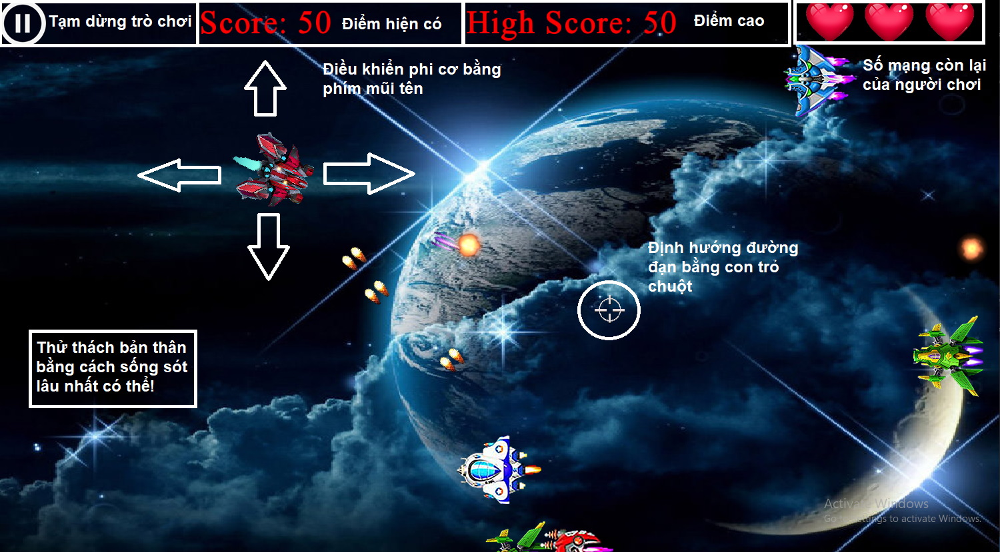 Tạm dừng trò chơi
Score: 50
Điểm hiện có
High Score: 50
Điểm cao
Điều khiển phi cơ bằng
phím mũi tên
Số mạng còn lại
của người chơi
Định hướng đường
đạn bằng con trỏ
chuột
Thử thách bản thân
bằng cách sống sót
lâu nhất có thể!
Activate Windows
Go to Settings to activate Windows.